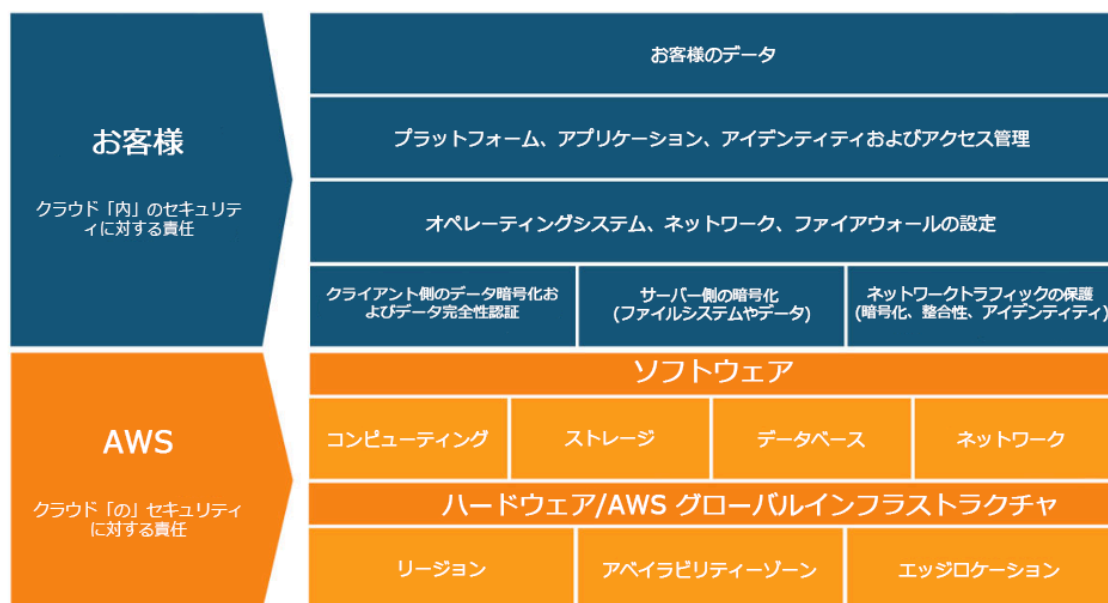 お客様
クラウド「内」のセキュリテ
ィに対する責任
お客様のデータ
プラットフォーム、アプリケーション、アイデンティティおよびアクセス管理
オペレーティングシステム、ネットワーク、ファイアウォールの設定
クライアント側のデータ暗号化お
よびデータ完全性認証
サーバー側の暗号化
(ファイルシステムやデータ)
ネットワークトラフィックの保護
(暗号化、整合性、アイデンティティ)
AWS
クラウド「の」セキュリティ
に対する責任
ソフトウェア
コンピューティング
ストレージ
データベース
ネットワーク
ハードウェア/AWS グローバルインフラストラクチャ
リージョン
アベイラビリティーゾーン
エッジロケーション